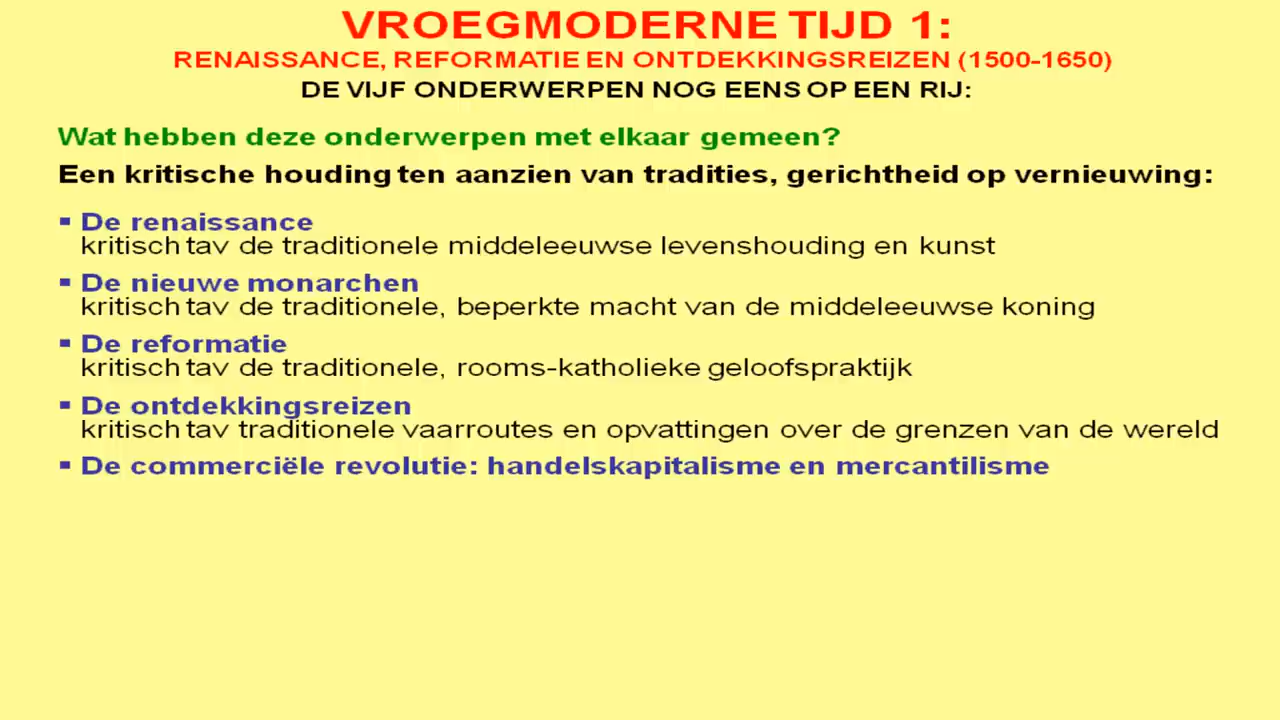 VROEGMODERNE TIJD 1:
RENAISSANCE, REFORMATIE EN ONTDEKKINGSREIZEN (1500-1650)
DE VIJF ONDERWERPEN NOG EENS OP EEN RIJ:
Wat hebben deze onderwerpen met elkaar gemeen?
Een kritische houding ten aanzien van tradities, gerichtheid op vernieuwing:
▪ De renaissance
kritisch tav de traditionele middeleeuwse levenshouding en kunst
▪ De nieuwe monarchen
kritisch tav de traditionele, beperkte macht van de middeleeuwse koning
▪ De reformatie
kritisch tav de traditionele, rooms-katholieke geloofspraktijk
▪ De ontdekkingsreizen
kritisch tav traditionele vaarroutes en opvattingen over de grenzen van de wereld
▪ De commerciële revolutie: handelskapitalisme en mercantilisme